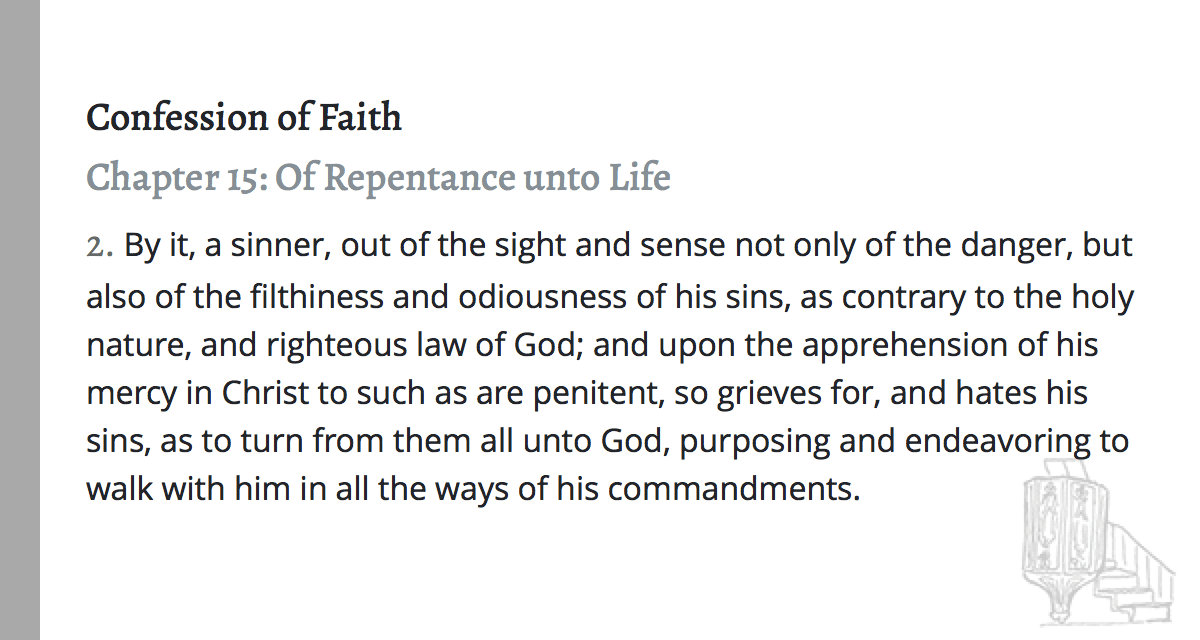 Confession of Faith
Chapter 15: Of Repentance unto Life
2. By it, a sinner, out of the sight and sense not only of the danger, but
also of the filthiness and odiousness of his sins, as contrary to the holy
nature, and righteous law of God; and upon the apprehension of his
mercy in Christ to such as are penitent, so grieves for, and hates his
sins, as to turn from them all unto God, purposing and endeavoring to
walk with him in all the ways of his commandments.